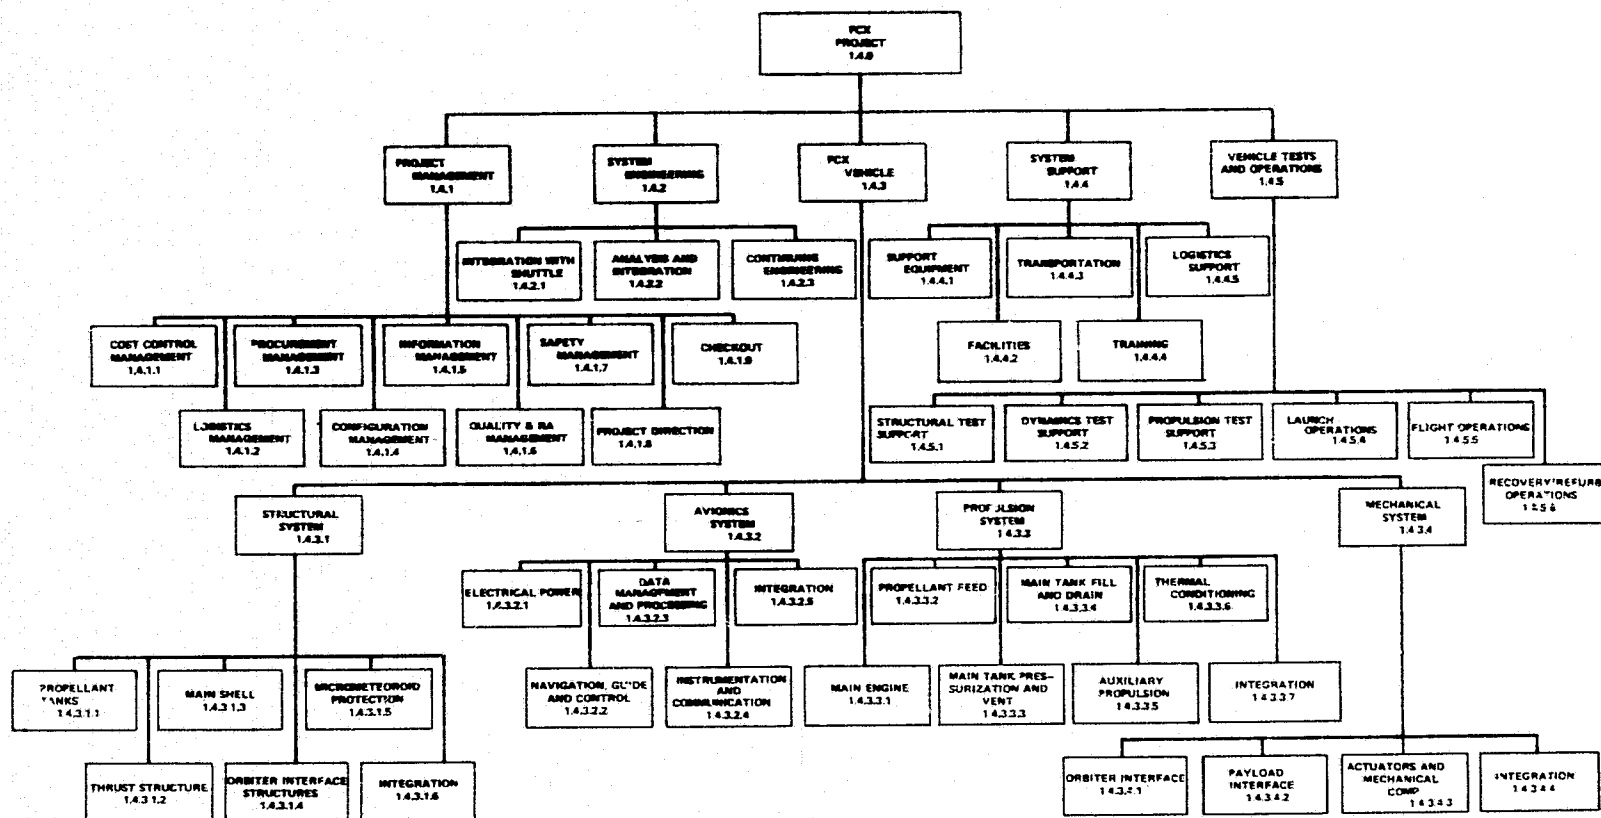 PCX
PROJECT
1.4.0
PROJECT
MANAGEMENT
1.4.1
SYSTEM
ENGINEERING
1.4.2
PCX
VEHICLE
1.4.3
SYSTEM
SUPPORT
1.4.4
VEHICLE TESTS
AND OPERATIONS
1.4.5
INTEGRATION WITH
SHUTTLE
1.4.2.1
ANALYSIS AND
INTEGRATION
1.4.2.2
CONTINUING
ENGINEERING
1.4.2.3
SUPPORT
EQUIPMENT
1.4.4.1
TRANSPORTATION
1.4.4.3
LOGISTICS
SUPPORT
1.4.4.5
COST CONTROL
MANAGEMENT
1.4.1.1
PROCUREMENT
MANAGEMENT
1.4.1.3
INFORMATION
MANAGEMENT
1.4.1.5
SAFETY
MANAGEMENT
1.4.1.7
CHECKOUT
1.4.1.9
FACILITIES
1.4.4.2
TRAINING
1.4.4.4
LOGISTICS
MANAGEMENT
1.4.1.2
CONFIGURATION
MANAGEMENT
1.4.1.4
QUALITY & RA
MANAGEMENT
1.4.1.6
PROJECT DIRECTION
1.4.1.8
STRUCTURAL TEST
SUPPORT
1.4.5.1
DYNAMICS TEST
SUPPORT
1.4.5.2
PROPULSION TEST
SUPPORT
1.4.5.3
LAUNCH
OPERATIONS
1.4.5.4
FLIGHT OPERATIONS
1.4.5.5
RECOVERY/REFURB
OPERATIONS
1.4.5.6
STRUCTURAL
SYSTEM
1.4.3.1
AVIONICS
SYSTEM
1.4.3.2
PROPULSION
SYSTEM
1.4.3.3
MECHANICAL
SYSTEM
1.4.3.4
ELECTRICAL POWER
1.4.3.2.1
DATA
MANAGEMENT
AND PROCESSING
1.4.3.2.3
INTEGRATION
1.4.3.2.5
PROPELLANT FEED
1.4.3.3.2
MAIN TANK FILL
AND DRAIN
1.4.3.3.4
THERMAL
CONDITIONING
1.4.3.3.6
NAVIGATION, GUIDE
AND CONTROL
1.4.3.2.2
INSTRUMENTATION
AND
COMMUNICATION
1.4.3.2.4
MAIN ENGINE
1.4.3.3.1
MAIN TANK PRES-
SURIZATION AND
VENT
1.4.3.3.3
AUXILIARY
PROPULSION
1.4.3.3.5
INTEGRATION
1.4.3.3.7
PROPELLANT
TANKS
1.4.3.1.1
MAIN SHELL
1.4.3.1.3
MICROMETEOROID
PROTECTION
1.4.3.1.5
THRUST STRUCTURE
1.4.3.1.2
ORBITER INTERFACE
STRUCTURES
1.4.3.1.4
INTEGRATION
1.4.3.1.6
ORBITER INTERFACE
1.4.3.4.1
PAYLOAD
INTERFACE
1.4.3.4.2
ACTUATORS AND
MECHANICAL
COMP
1.4.3.4.3
INTEGRATION
1.4.3.4.4